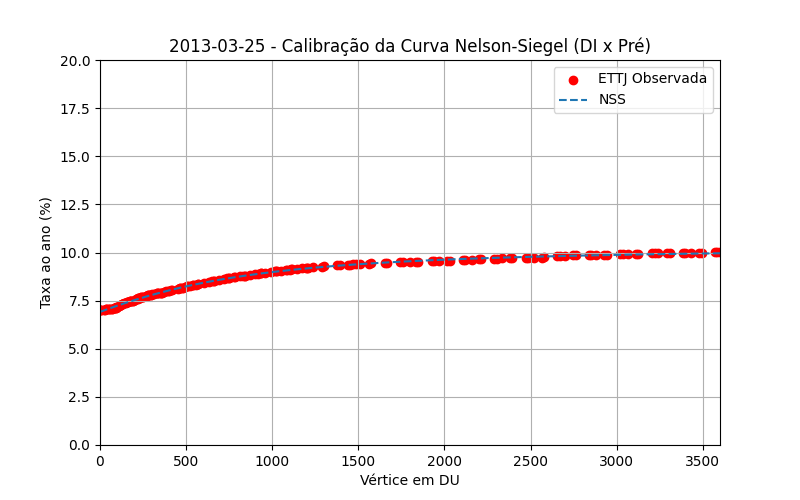 2013-03-25 - Calibração da Curva Nelson-Siegel (DI x Pré)
ETTJ Observada
NSS
Taxa ao ano (%)
20.0
17.5
15.0
12.5
10.0
7.5
5.0
2.5
0.0
0 500 1000 1500 2000 2500 3000 3500
Vértice em DU